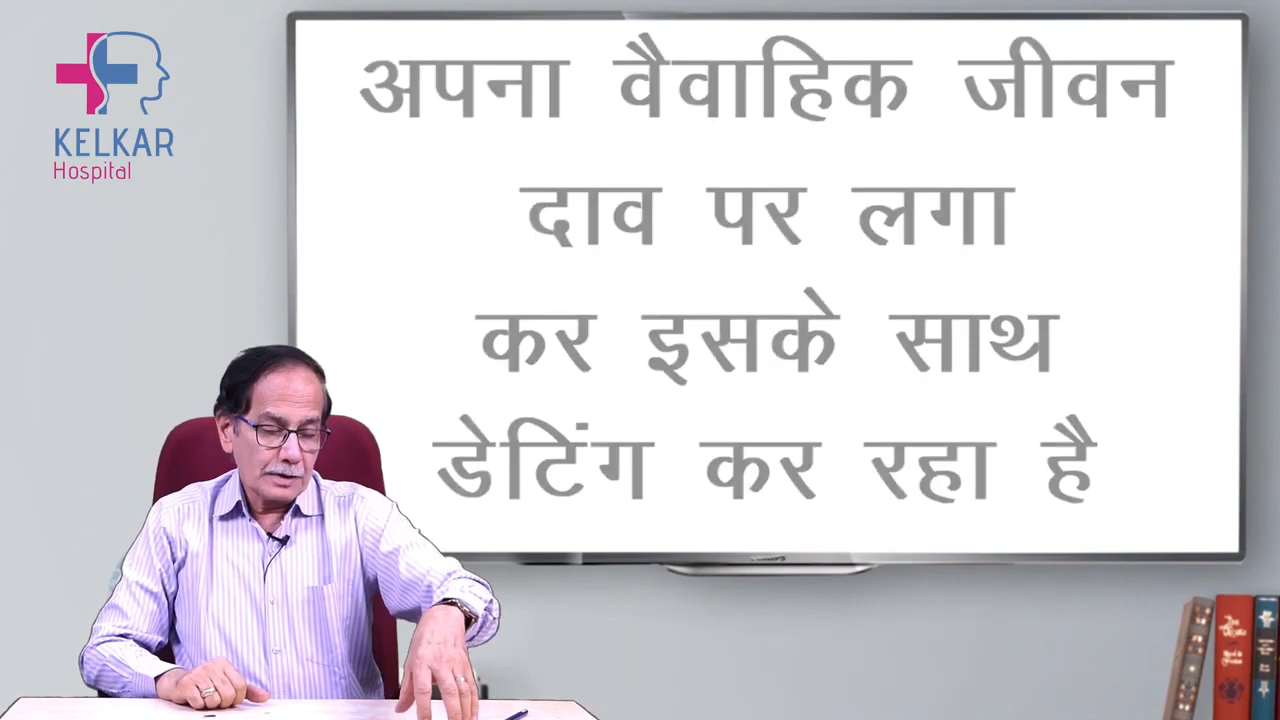 KELKAR
Hospital
अपना वैवाहिक जीवन
दाव पर लगा
कर इसके साथ
डेटिंग कर रहा है